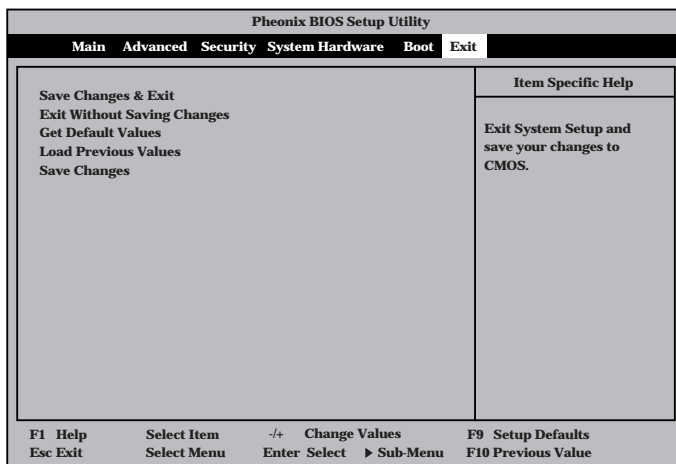 Pheonix BIOS Setup Utility
Main Advanced Security System Hardware Boot Exit
Item Specific Help
Save Changes & Exit
Exit Without Saving Changes
Get Default Values
Load Previous Values
Save Changes
Exit System Setup and
save your changes to
CMOS.
F1 Help Select Item -/+ Change Values F9 Setup Defaults
Esc Exit Select Menu Enter Select ▶ Sub-Menu F10 Previous Value